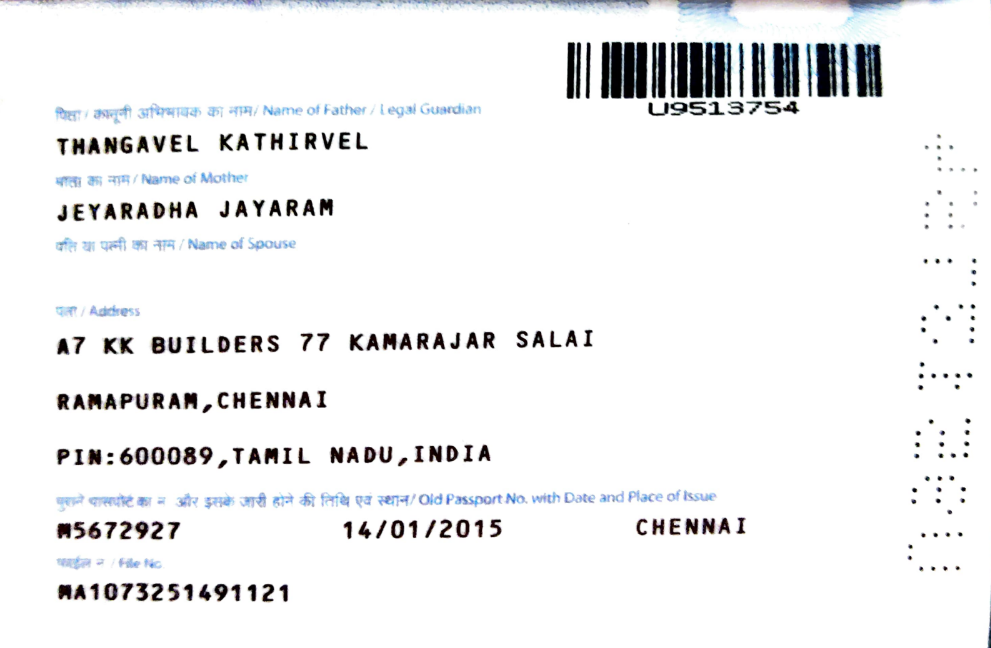 U9513754
पिता / कानूनी अभिभावक का नाम/ Name of Father / Legal Guardian
THANGAVEL KATHIRVEL
माता का नाम / Name of Mother
JEYARADHA JAYARAM
पति या पत्नी का नाम / Name of Spouse
पता / Address
A7 KK BUILDERS 77 KAMARAJAR SALAI
RAMAPURAM,CHENNAI
PIN:600089,TAMIL NADU,INDIA
पुराने पासपोर्ट का न और इसके जारी होने की तिथि एवं स्थान/ Old Passport No. with Date and Place of Issue
M5672927 14/01/2015 CHENNAI
फाईल न / File No.
MA1073251491121